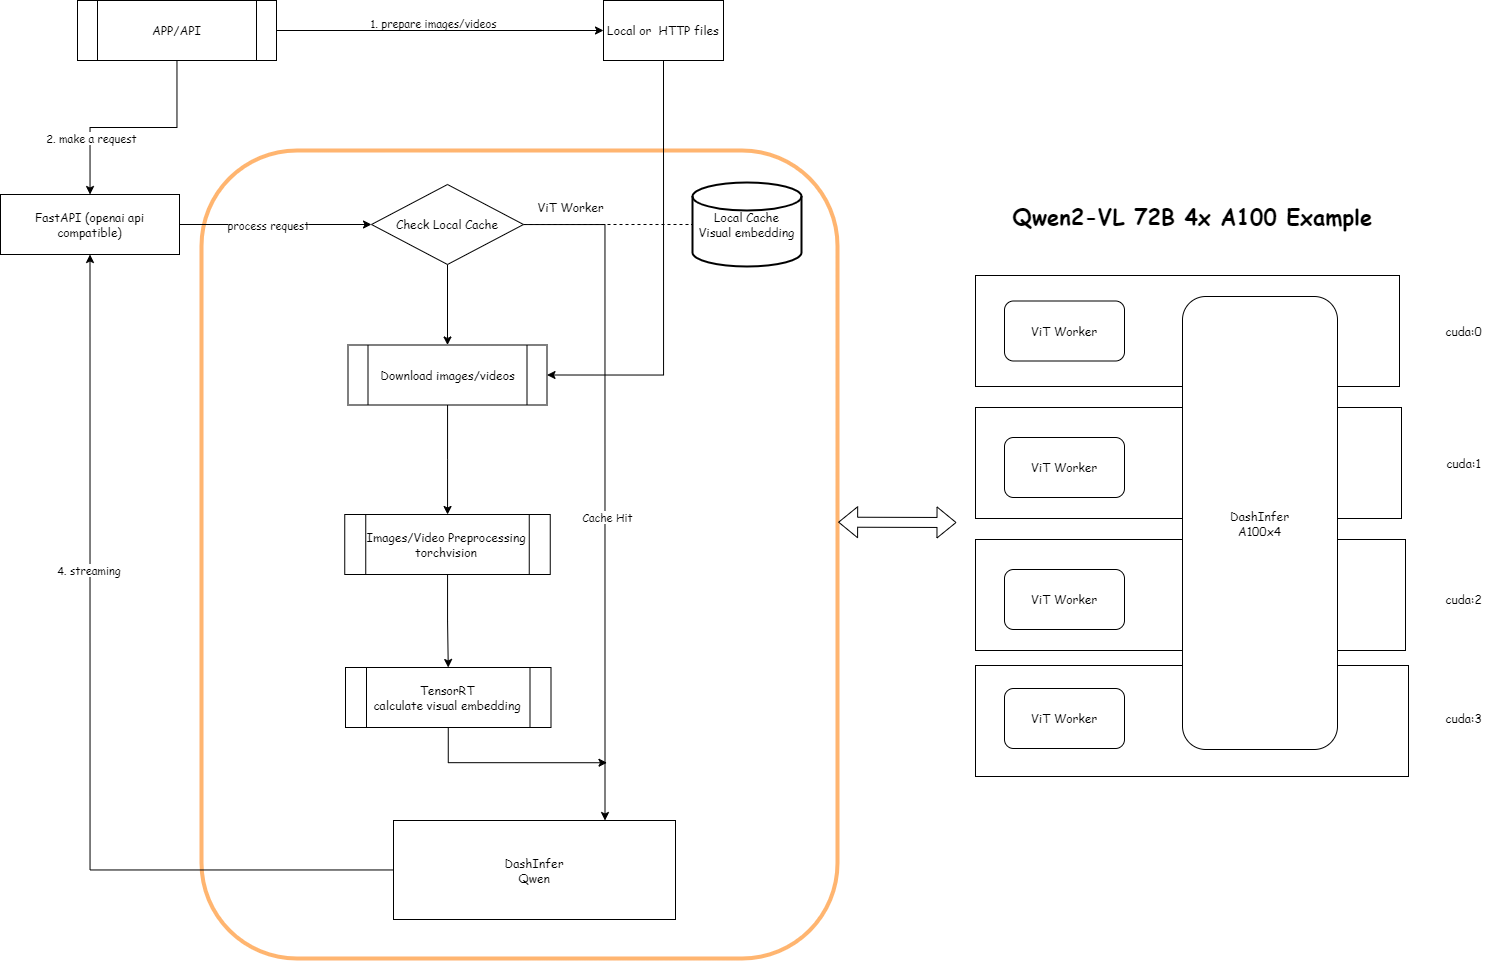 APP/API
1. prepare images/videos
Local or  HTTP files
2. make a request
FastAPI (openai api
compatible)
process request
Check Local Cache
ViT Worker
Local Cache
Visual embedding
Download images/videos
Cache Hit
Images/Video Preprocessing
torchvision
4. streaming
TensorRT
calculate visual embedding
DashInfer
Qwen
Qwen2-VL 72B 4x A100 Example
ViT Worker
cuda:0
ViT Worker
cuda:1
DashInfer
A100x4
ViT Worker
cuda:2
ViT Worker
cuda:3